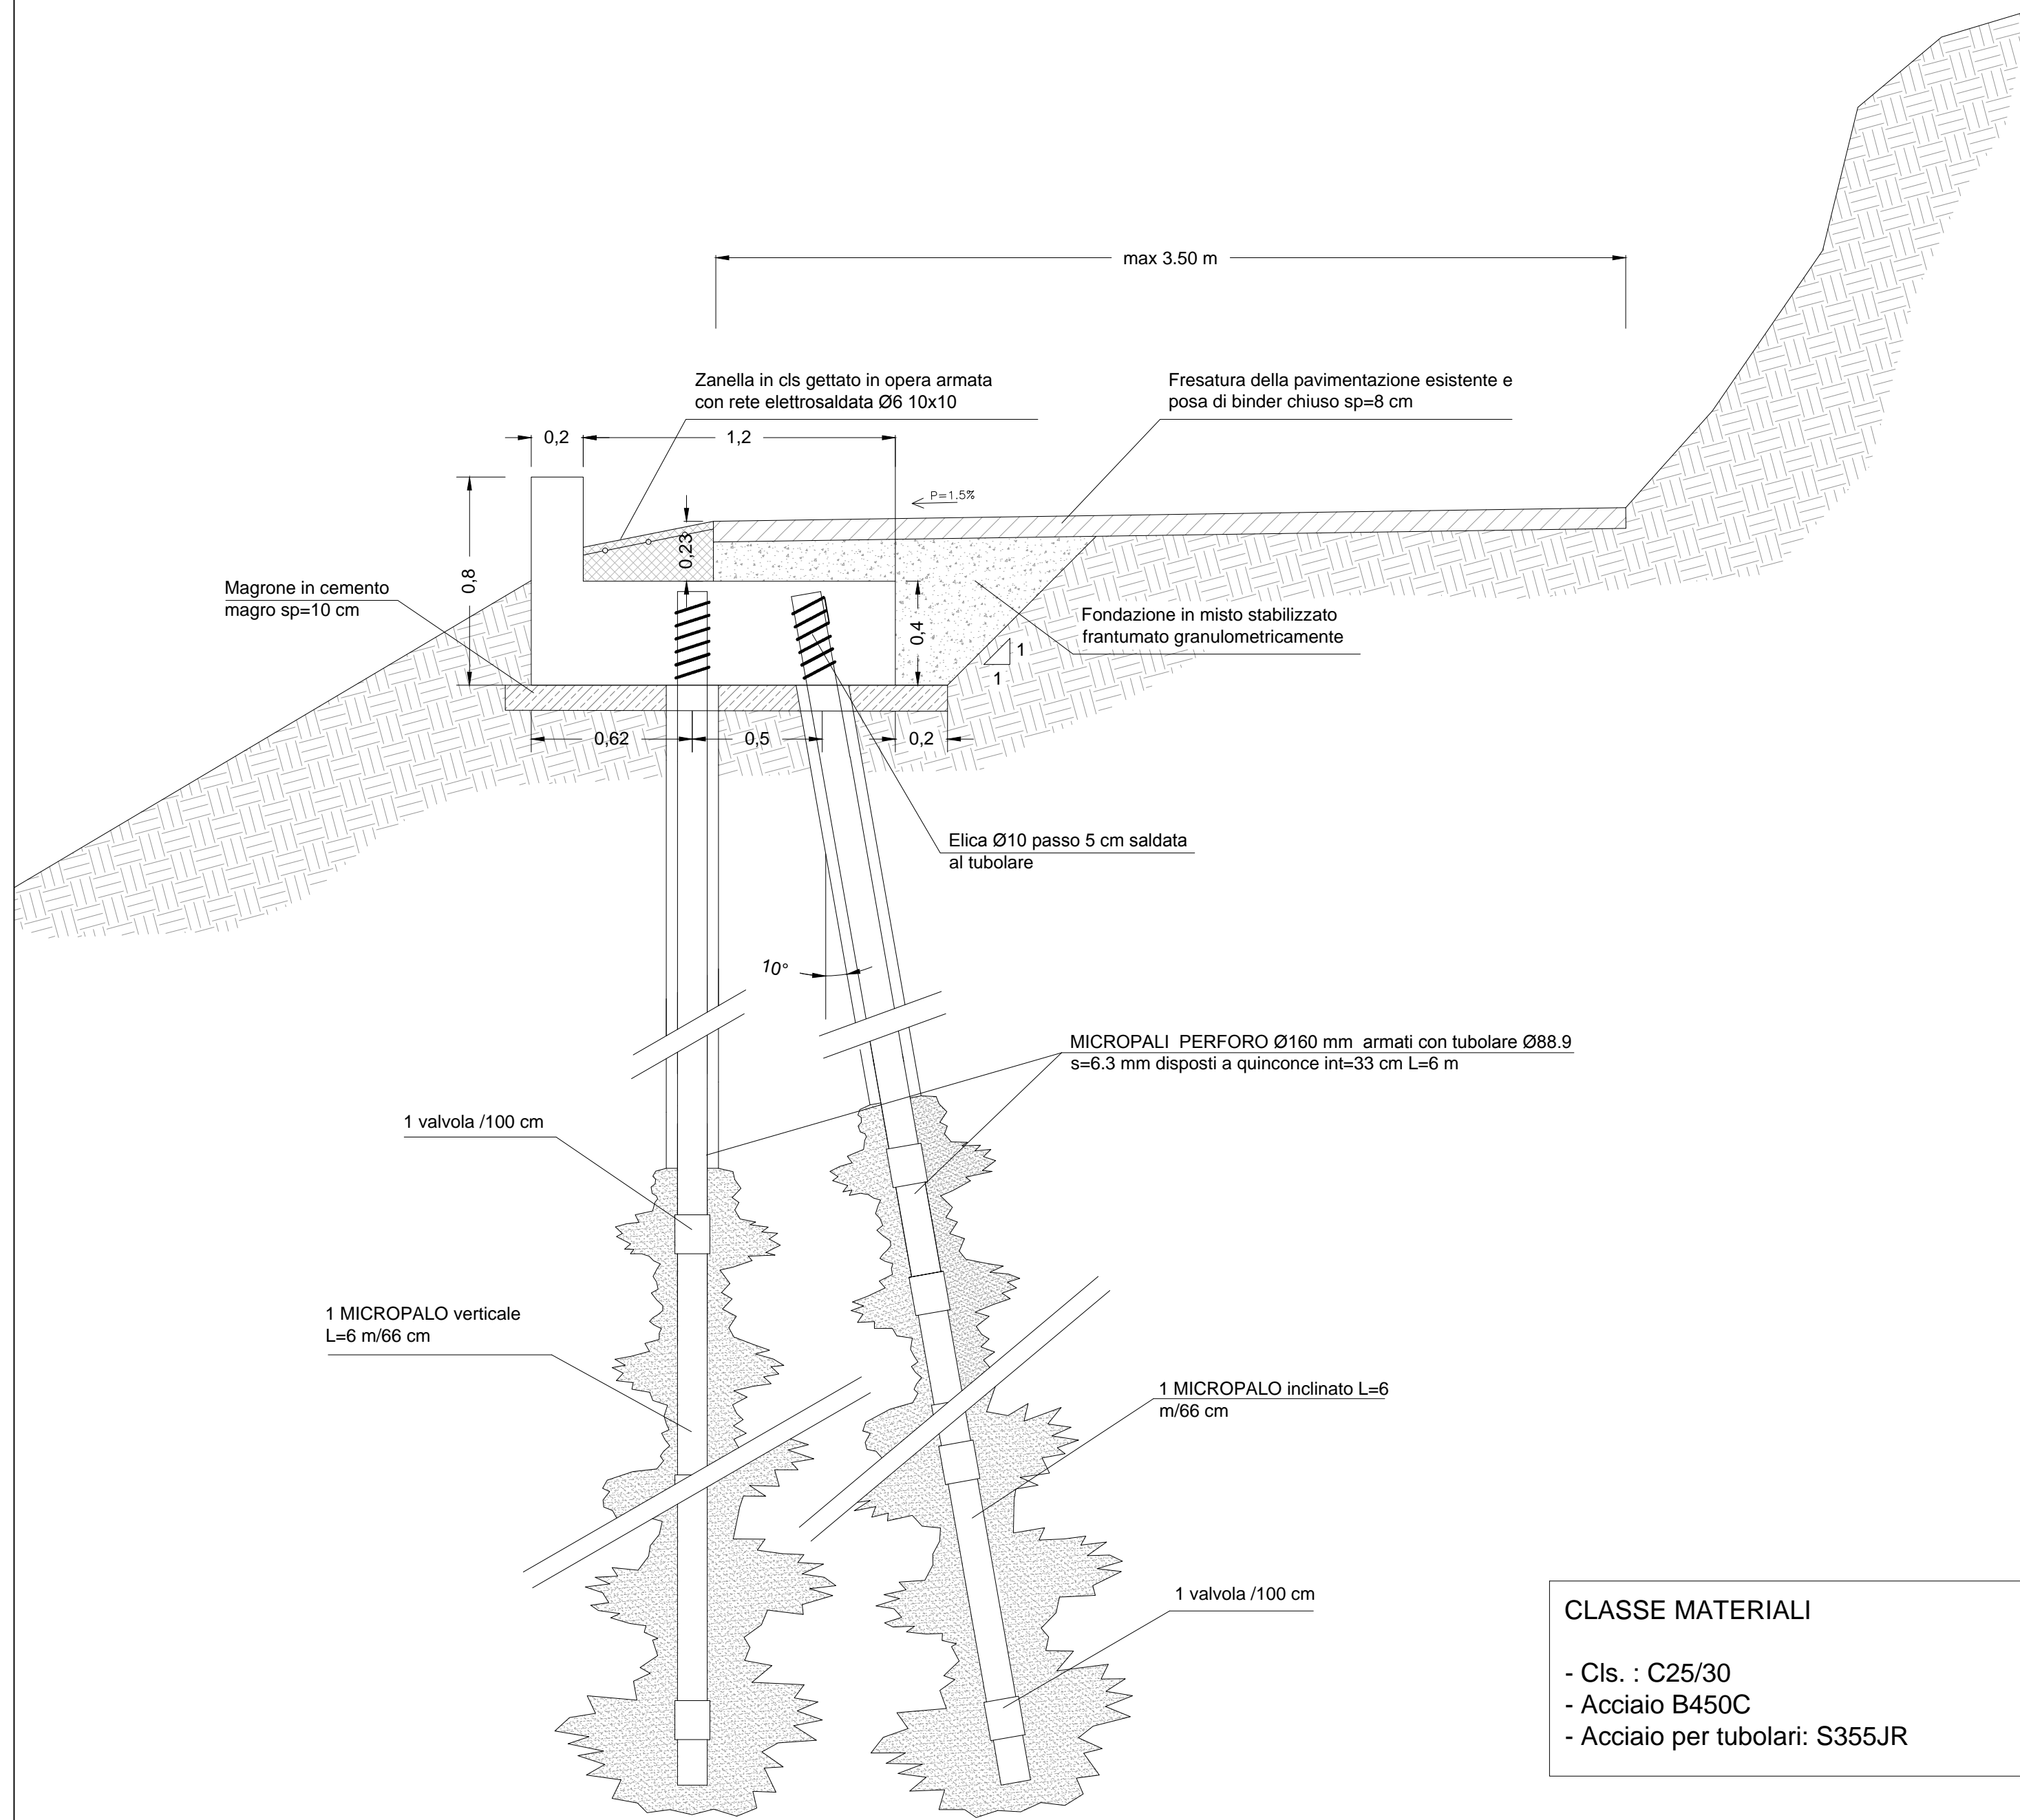 max 3.50 m
Zanella in cls gettato in opera armata
con rete elettrosaldata Ø6 10x10
Fresatura della pavimentazione esistente e
posa di binder chiuso sp=8 cm
0,2
1,2
P=1.5%
0,23
0,8
Magrone in cemento
magro sp=10 cm
0,4
Fondazione in misto stabilizzato
frantumato granulometricamente
1
1
0,62
0,5
0,2
Elica Ø10 passo 5 cm saldata
al tubolare
10°
MICROPALI PERFORO Ø160 mm armati con tubolare Ø88.9
s=6.3 mm disposti a quinconce int=33 cm L=6 m
1 valvola /100 cm
1 MICROPALO verticale
L=6 m/66 cm
1 MICROPALO inclinato L=6
m/66 cm
1 valvola /100 cm
CLASSE MATERIALI
- Cls. : C25/30
- Acciaio B450C
- Acciaio per tubolari: S355JR